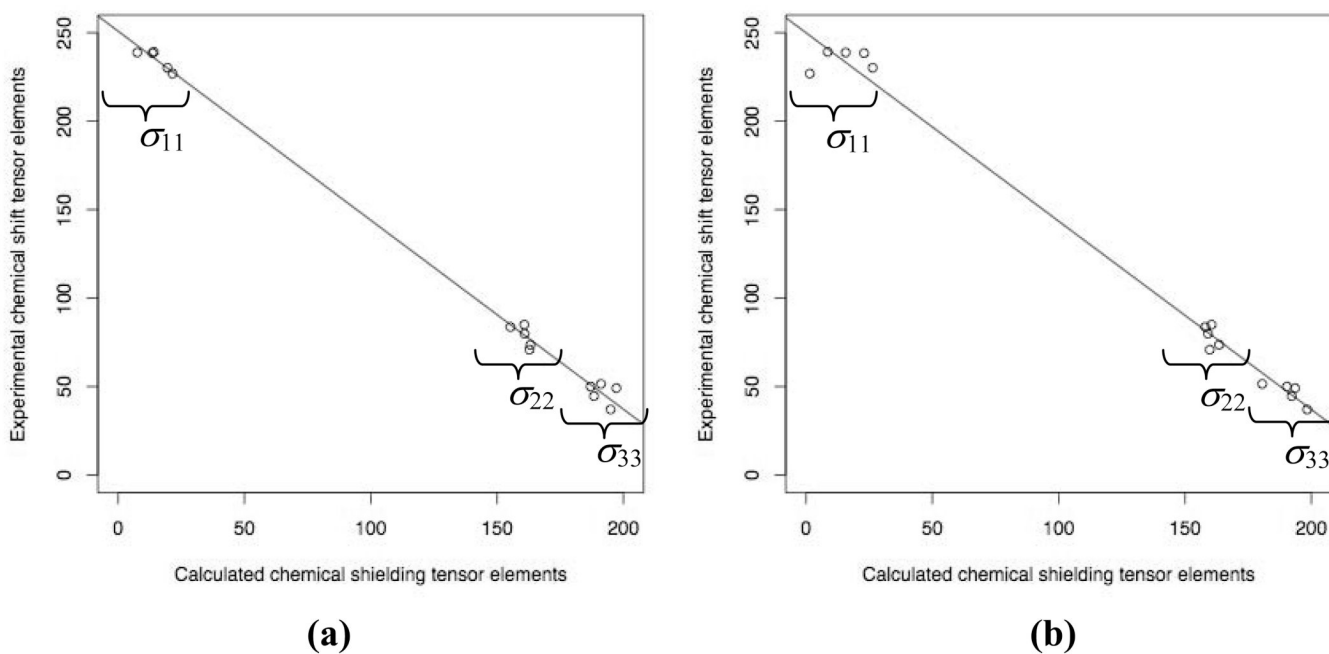 Experimental chemical shift tensor elements
250
200
150
100
50
0
σ11
σ22
σ33
0 50 100 150 200
Calculated chemical shielding tensor elements
(a)
Experimental chemical shift tensor elements
250
200
150
100
50
0
σ11
σ22
σ33
0 50 100 150 200
Calculated chemical shielding tensor elements
(b)